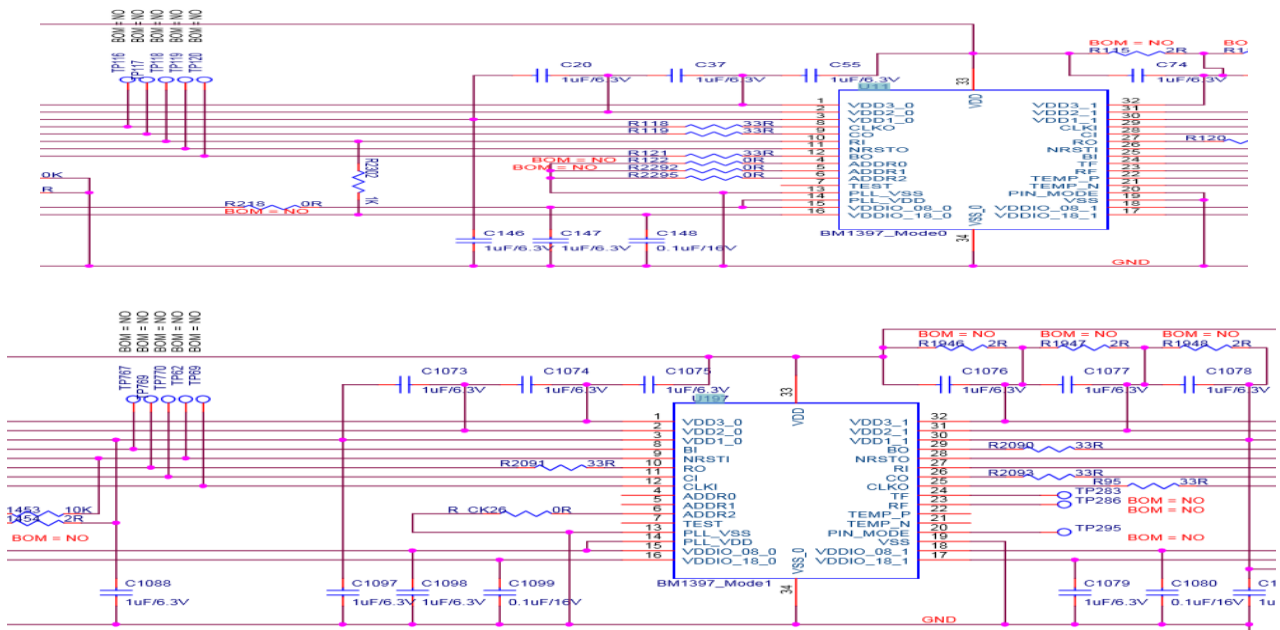 BOM = NO
BOM = NO
BOM = NO
BOM = NO
BOM = NO
TP116
TP117
TP118
TP119
TP120
C20
1uF/6.3V
C37
1uF/6.3V
C55
1uF/6.3V
BOM = NO
R115 2R
BO
C74
1uF/6.3V
33
U11
VDD
1 VDD3_0 VDD3_1 32
2 VDD2_0 VDD2_1 31
3 VDD1_0 VDD1_1 30
8 CLKO CLKI 29
9 CO CI 28
10 RI RO 27
11 NRSTO NRSTI 26
12 BO BI 25
4 ADDR0 TF 24
5 ADDR1 RF 23
6 ADDR2 TEMP_P 22
7 TEST TEMP_N 21
13 PLL_VSS PIN_MODE 20
14 PLL_VDD VSS 19
15 VDDIO_08_0 VDDIO_08_1 18
16 VDDIO_18_0 VDDIO_18_1 17
VSS_0
34
R118 33R
R119 33R
R121 33R
BOM = NO
R122 0R
BOM = NO
R2292 0R
R2295 0R
R120
R2302
1K
0K
R
R218 0R
BOM = NO
C146
1uF/6.3V
C147
1uF/6.3V
C148
0.1uF/16V
BM1397_Mode0
GND
BOM = NO
BOM = NO
BOM = NO
BOM = NO
BOM = NO
TP767
TP769
TP770
TP62
TP69
BOM = NO
R1946 2R
BOM = NO
R1947 2R
BOM = NO
R1948 2R
C1073
1uF/6.3V
C1074
1uF/6.3V
C1075
1uF/6.3V
C1076
1uF/6.3V
C1077
1uF/6.3V
C1078
1uF/6.3V
33
U197
VDD
1 VDD3_0 VDD3_1 32
2 VDD2_0 VDD2_1 31
3 VDD1_0 VDD1_1 30
8 BI BO 29
9 NRSTI NRSTO 28
10 RO RI 27
11 CI CO 26
12 CLKI CLKO 25
4 ADDR0 TF 24
5 ADDR1 RF 23
6 ADDR2 TEMP_P 22
7 TEST TEMP_N 21
13 PLL_VSS PIN_MODE 20
14 PLL_VDD VSS 19
15 VDDIO_08_0 VDDIO_08_1 18
16 VDDIO_18_0 VDDIO_18_1 17
VSS_0
34
R2091 33R
R2090 33R
R2093 33R
R95 33R
TP283
BOM = NO
TP286
BOM = NO
TP295
BOM = NO
R_CK26 0R
1453 10K
1454 2R
BOM = NO
C1088
1uF/6.3V
C1097
1uF/6.3V
C1098
1uF/6.3V
C1099
0.1uF/16V
BM1397_Mode1
C1079
1uF/6.3V
C1080
0.1uF/16V
C1
1u
GND